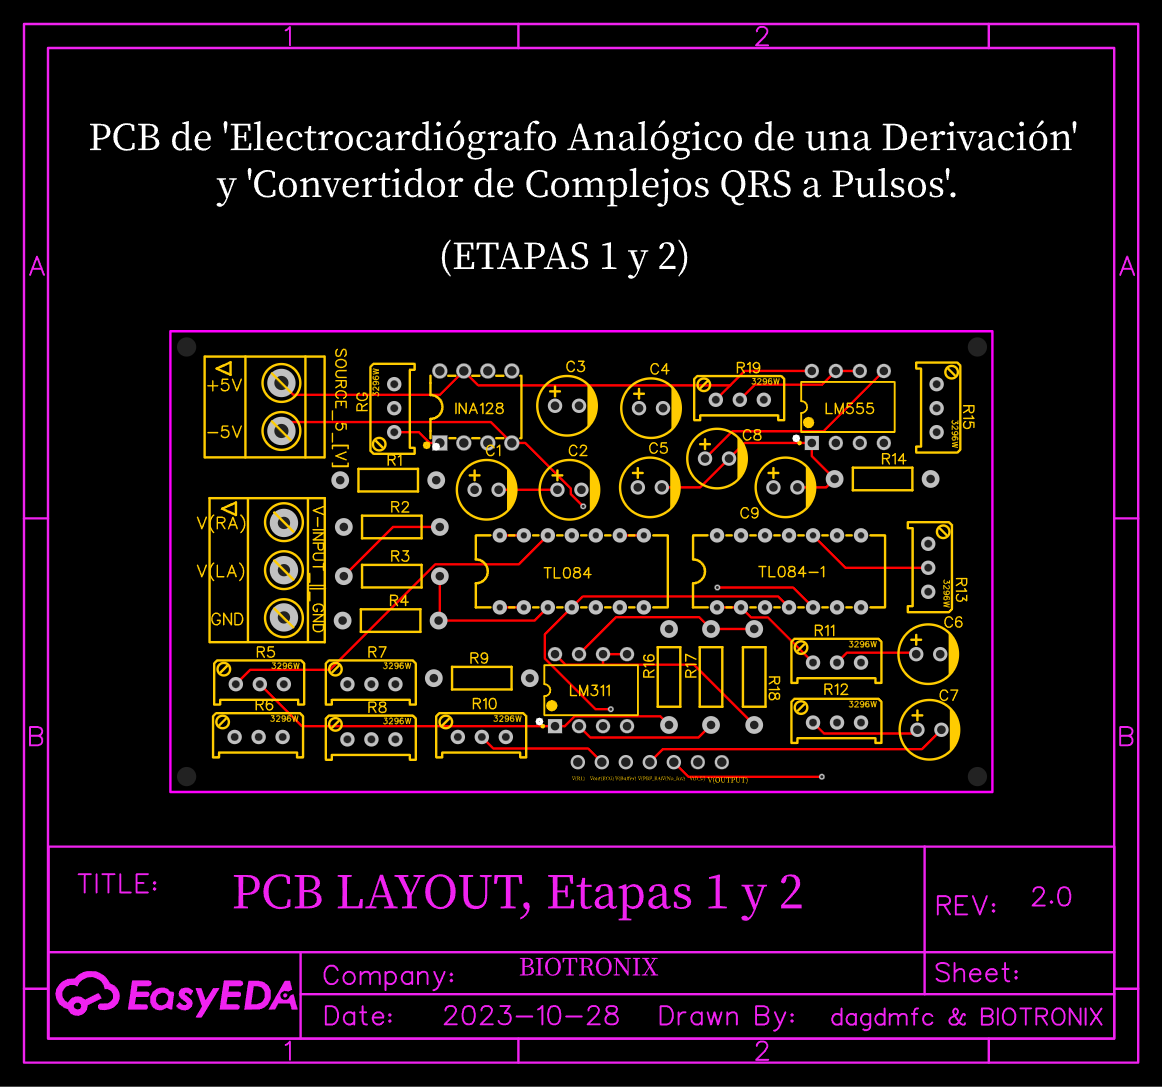 1 2
PCB de 'Electrocardiógrafo Analógico de una Derivación'
y 'Convertidor de Complejos QRS a Pulsos'.
(ETAPAS 1 y 2)
A A
+5V
-5V
SOURCE_5_[V]
RG
3296W
INA128
C3
C4
R19
3296W
LM555
R15
3296W
R1
C1
C2
C5
C8
C9
R14
V(RA)
V(LA)
GND
V-INPUT_||_GND
R2
R3
R4
TL084
TL084-1
R13
3296W
R5
3296W
R7
3296W
R9
LM311
R16
R17
R18
R11
3296W
C6
R6
3296W
R8
3296W
R10
3296W
R12
3296W
C7
V(OUTPUT)
B B
TITLE:
PCB LAYOUT, Etapas 1 y 2
REV: 2.0
EasyEDA
Company: BIOTRONIX
Sheet:
Date: 2023-10-28 Drawn By: dagdmfc & BIOTRONIX
1 2